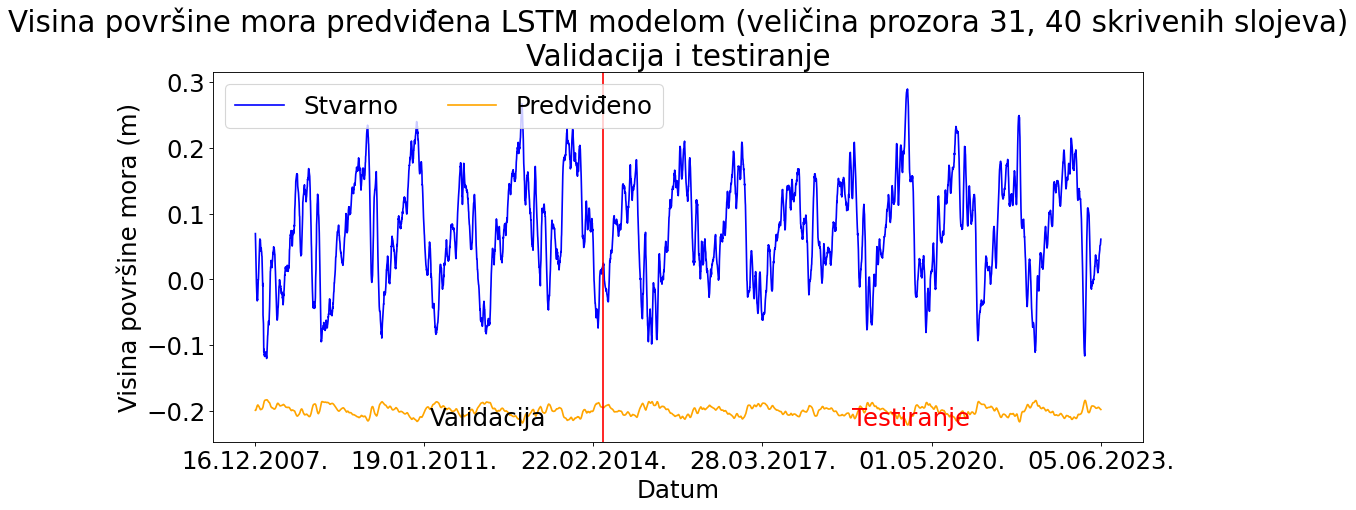 Visina površine mora predviđena LSTM modelom (veličina prozora 31, 40 skrivenih slojeva)
Validacija i testiranje
Stvarno
Predviđeno
Visina površine mora (m)
0.3
0.2
0.1
0.0
−0.1
−0.2
Validacija
Testiranje
16.12.2007.
19.01.2011.
22.02.2014.
28.03.2017.
01.05.2020.
05.06.2023.
Datum